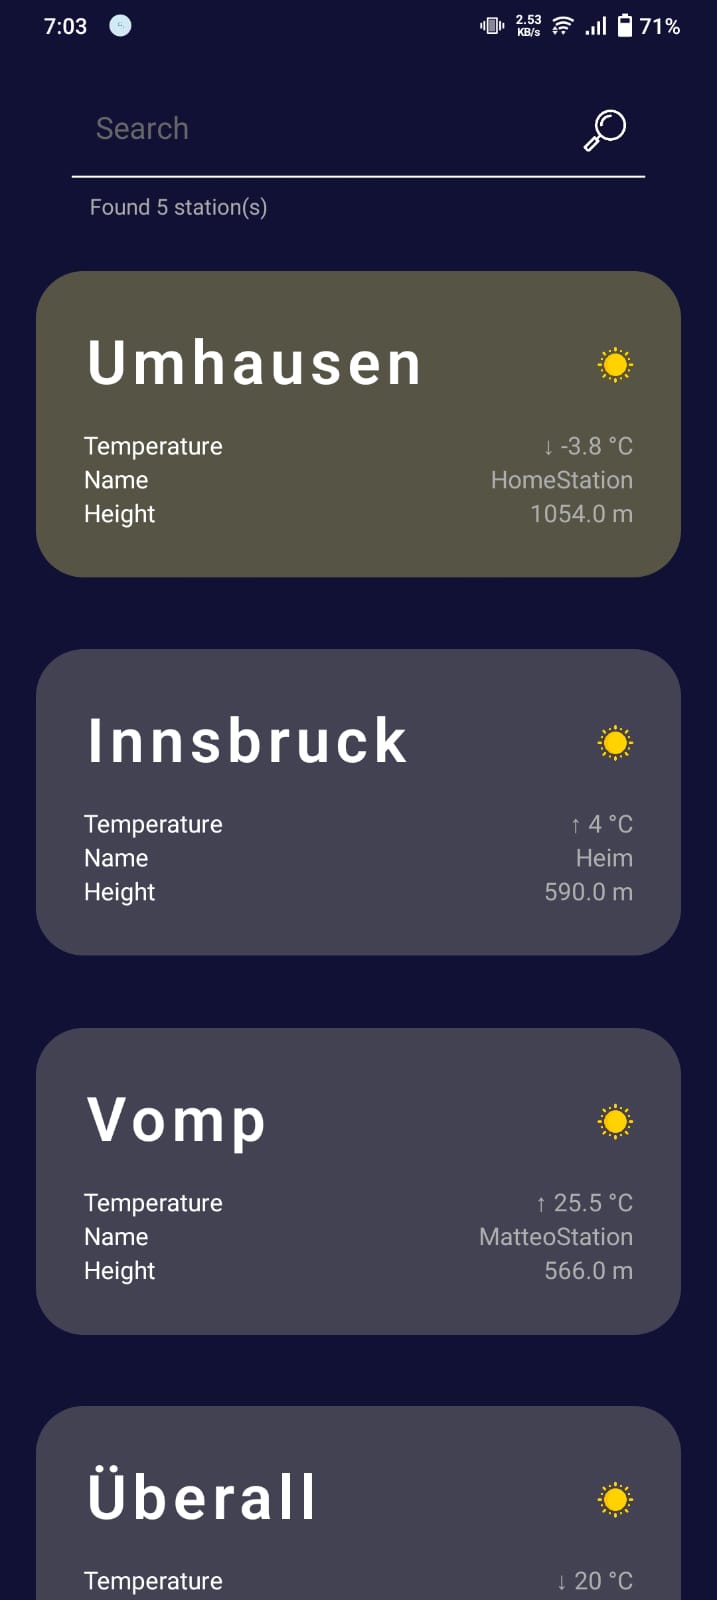 7:03 2.53 KB/s 71%
Search
Found 5 station(s)
Umhausen
Temperature ↓ -3.8 °C
Name HomeStation
Height 1054.0 m
Innsbruck
Temperature ↑ 4 °C
Name Heim
Height 590.0 m
Vomp
Temperature ↑ 25.5 °C
Name MatteoStation
Height 566.0 m
Überall
Temperature ↓ 20 °C